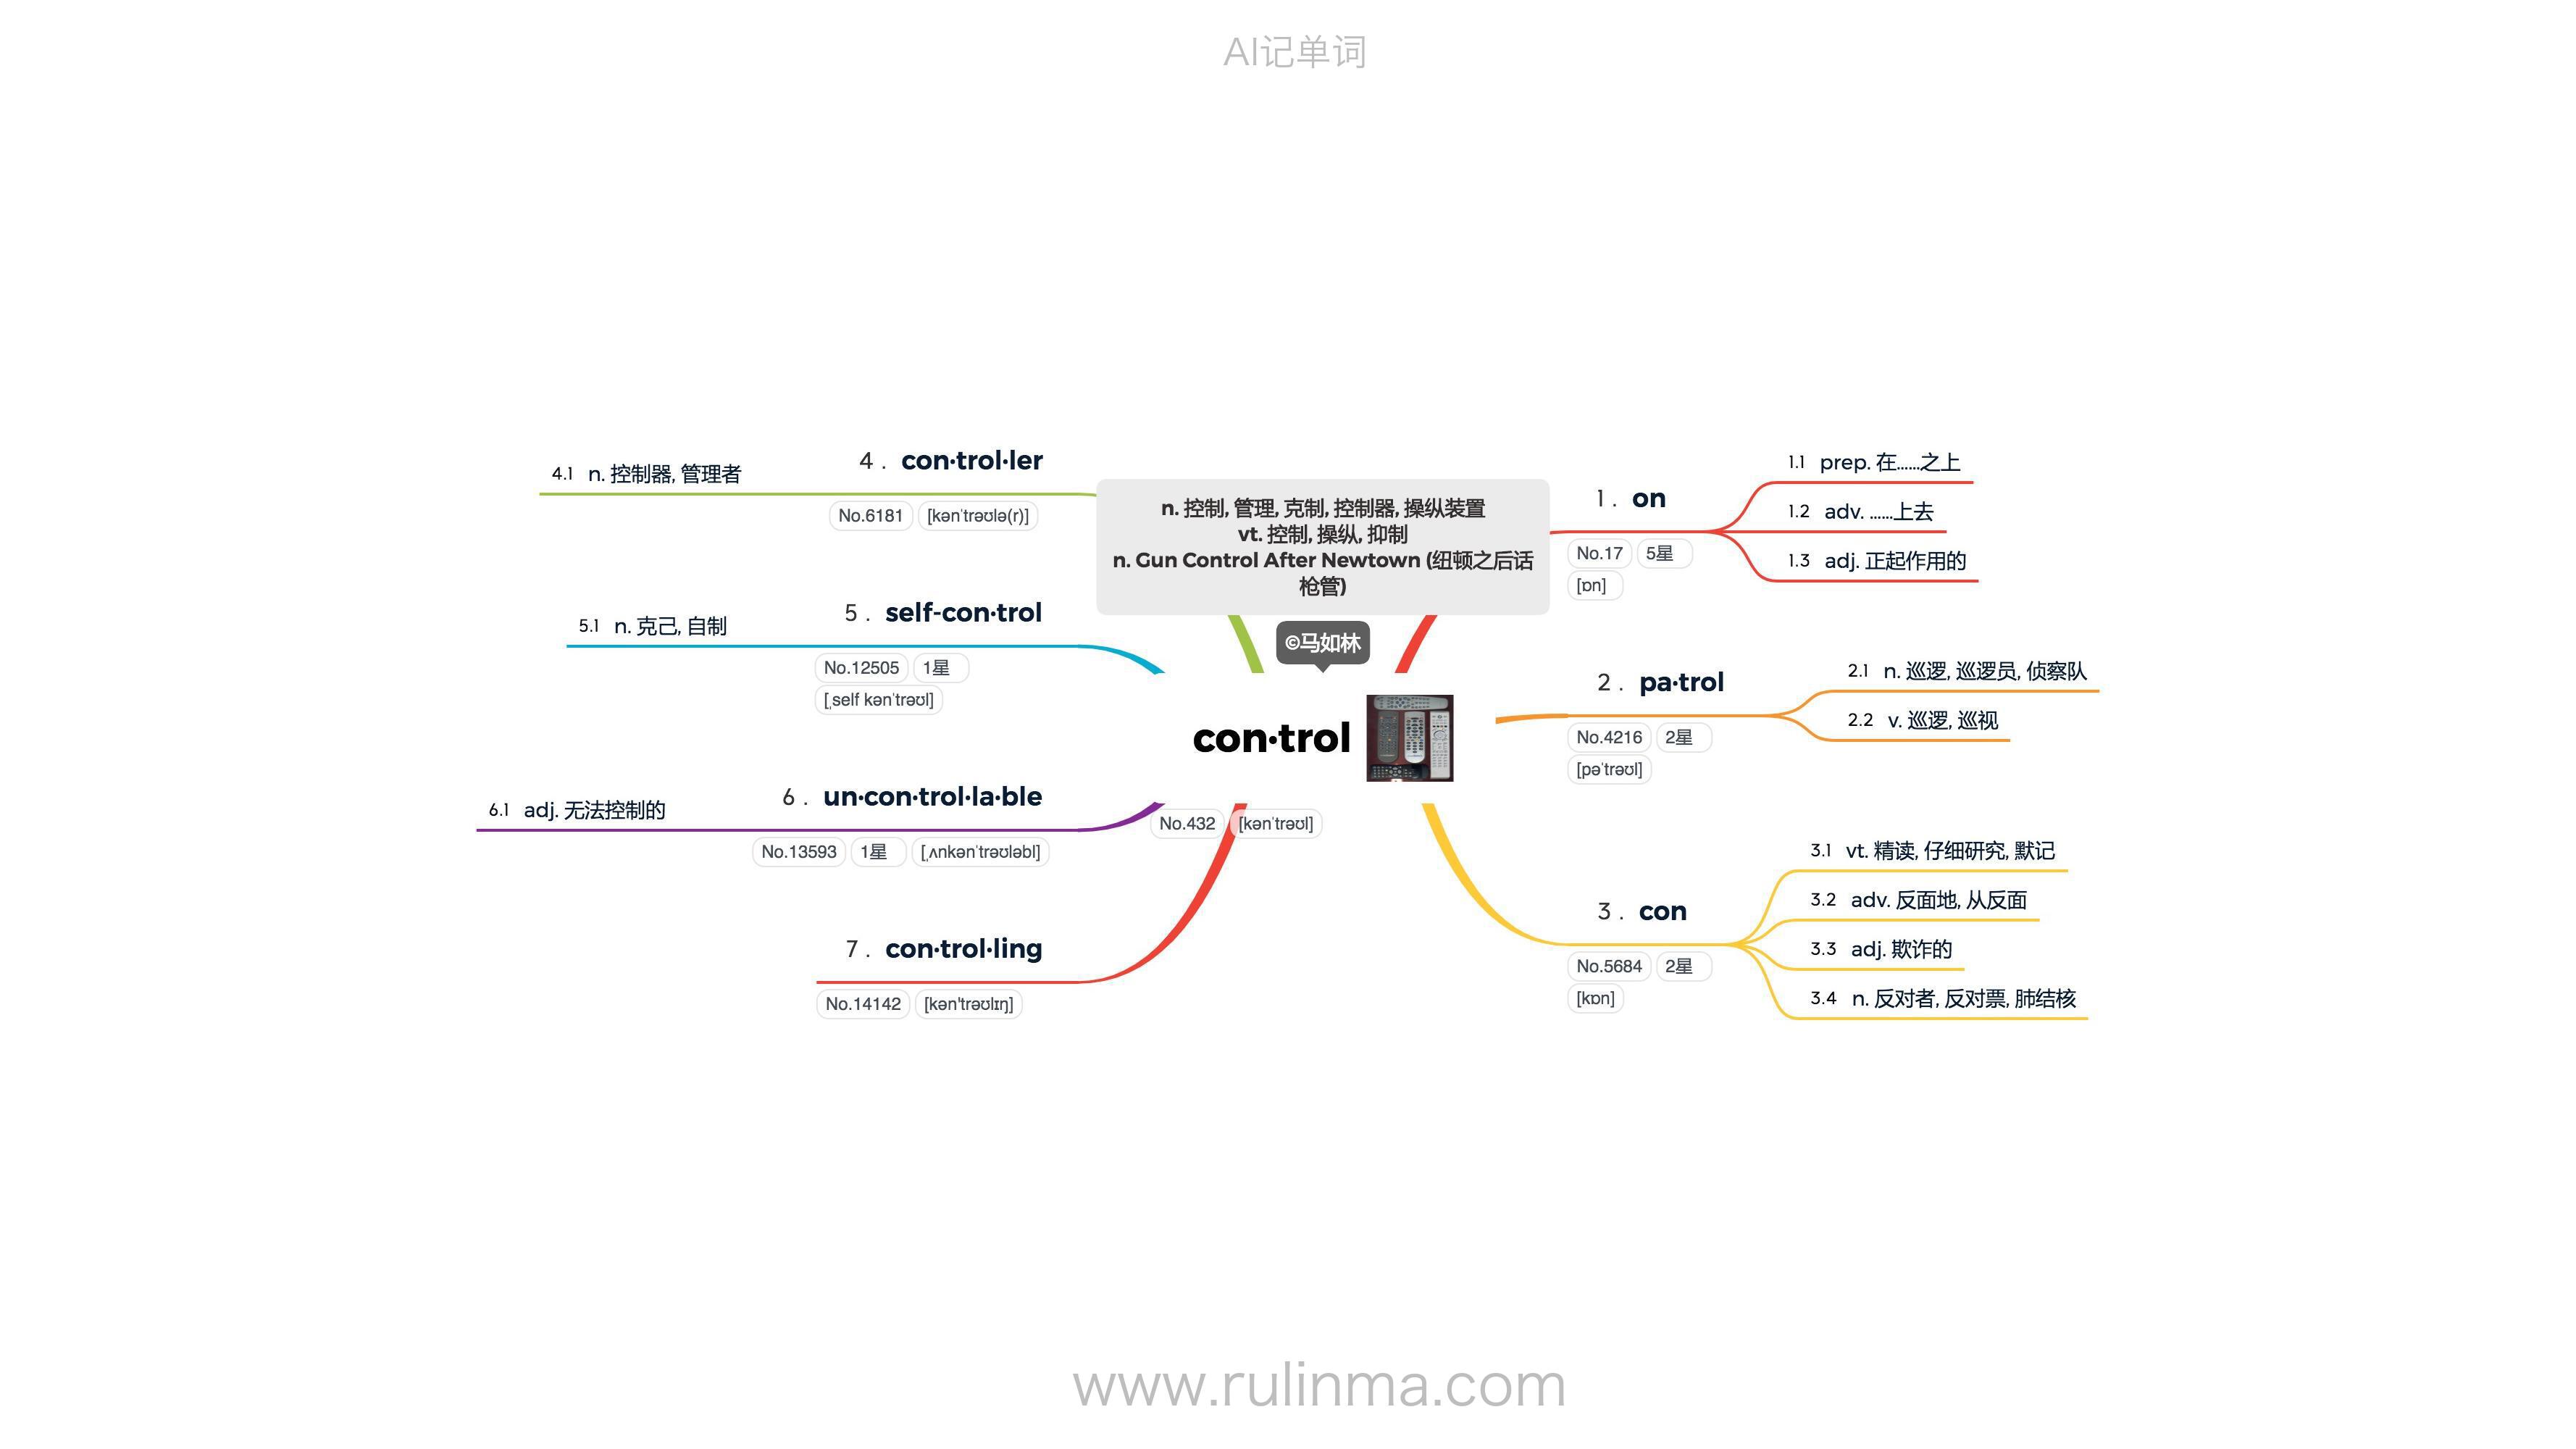 AI记单词
n. 控制, 管理, 克制, 控制器, 操纵装置
vt. 控制, 操纵, 抑制
n. Gun Control After Newtown (纽顿之后话
枪管)
©马如林
con·trol
No.432 [kənˈtrəʊl]
1 . on
No.17 5星
[ɒn]
1.1 prep. 在……之上
1.2 adv. ……上去
1.3 adj. 正起作用的
2 . pa·trol
No.4216 2星
[pəˈtrəʊl]
2.1 n. 巡逻, 巡逻员, 侦察队
2.2 v. 巡逻, 巡视
3 . con
No.5684 2星
[kɒn]
3.1 vt. 精读, 仔细研究, 默记
3.2 adv. 反面地, 从反面
3.3 adj. 欺诈的
3.4 n. 反对者, 反对票, 肺结核
4 . con·trol·ler
No.6181 [kənˈtrəʊlə(r)]
4.1 n. 控制器, 管理者
5 . self-con·trol
No.12505 1星
[ˌself kənˈtrəʊl]
5.1 n. 克己, 自制
6 . un·con·trol·la·ble
No.13593 1星 [ˌʌnkənˈtrəʊləbl]
6.1 adj. 无法控制的
7 . con·trol·ling
No.14142 [kən'trəʊlɪŋ]
www.rulinma.com